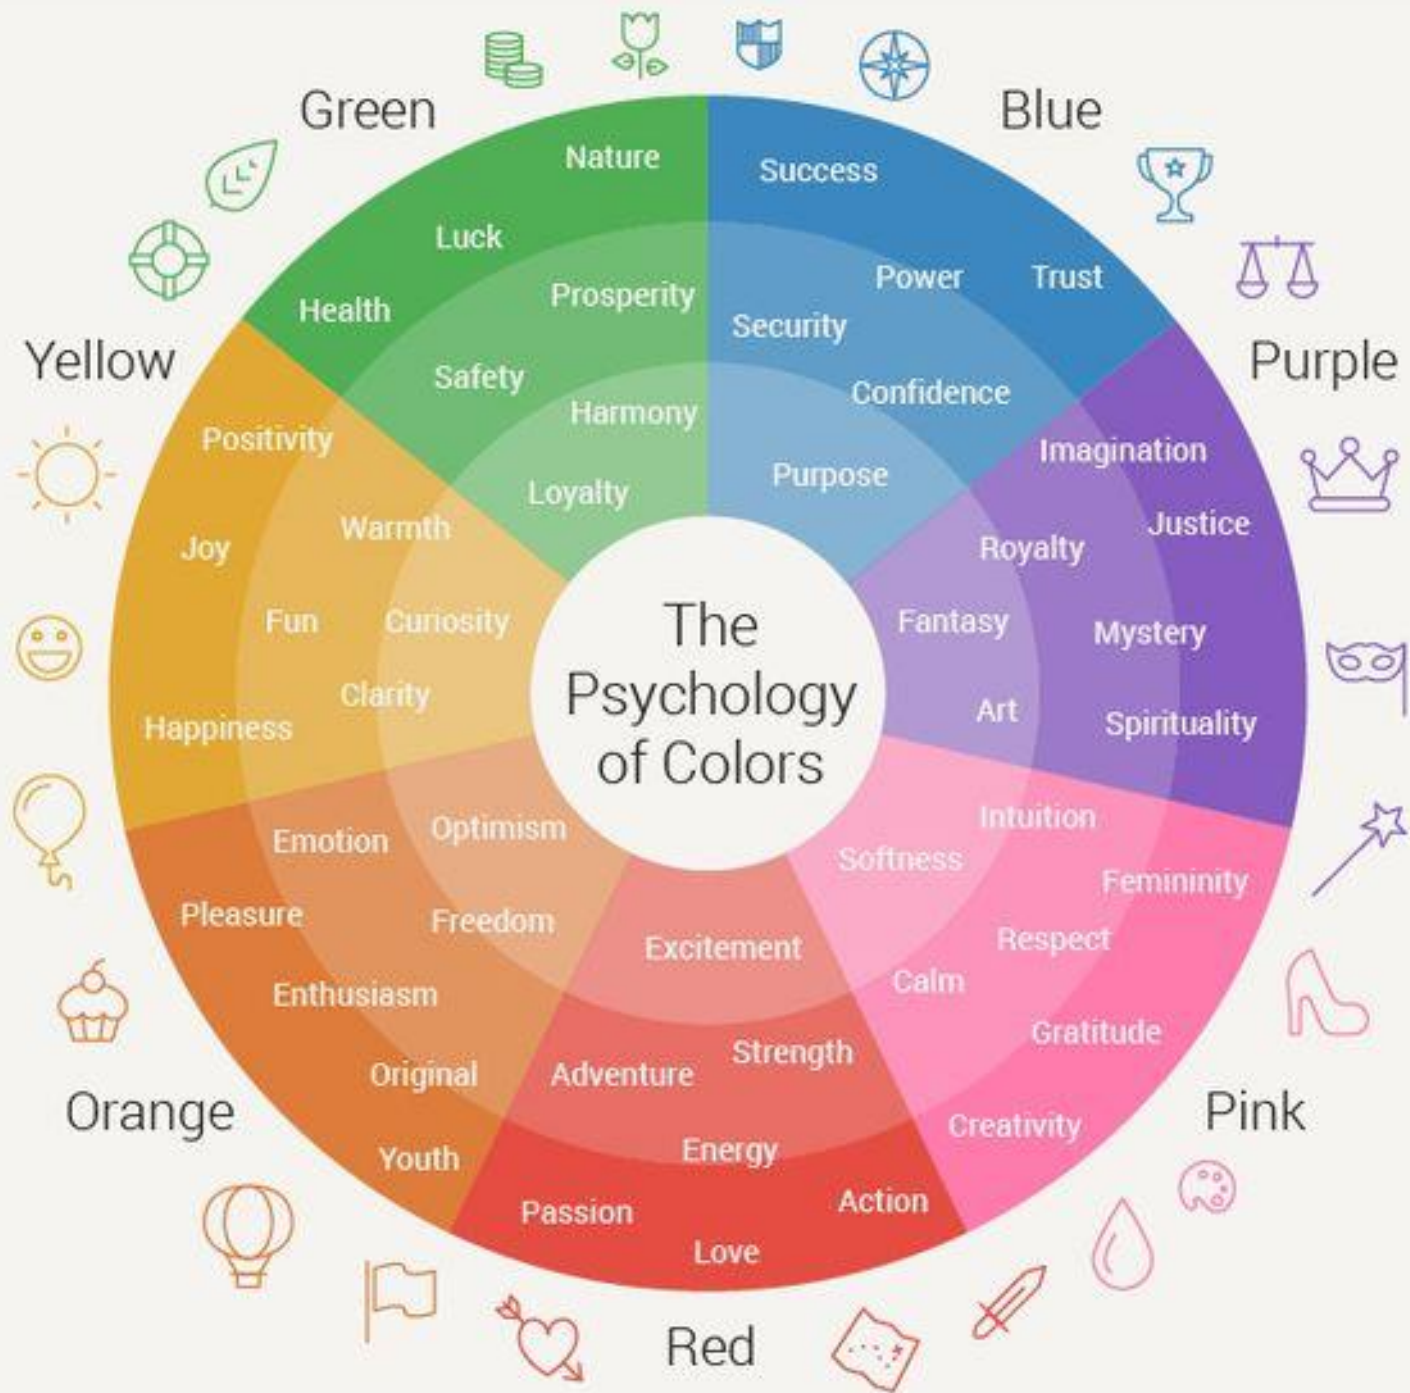 Green
Nature
Luck
Health
Prosperity
Safety
Harmony
Loyalty
Blue
Success
Power
Trust
Security
Confidence
Purpose
Purple
Imagination
Justice
Royalty
Fantasy
Mystery
Art
Spirituality
Pink
Intuition
Softness
Femininity
Respect
Calm
Gratitude
Creativity
Red
Excitement
Strength
Adventure
Energy
Action
Passion
Love
Orange
Optimism
Emotion
Pleasure
Freedom
Enthusiasm
Original
Youth
Yellow
Positivity
Warmth
Joy
Fun
Curiosity
Clarity
Happiness
The
Psychology
of Colors